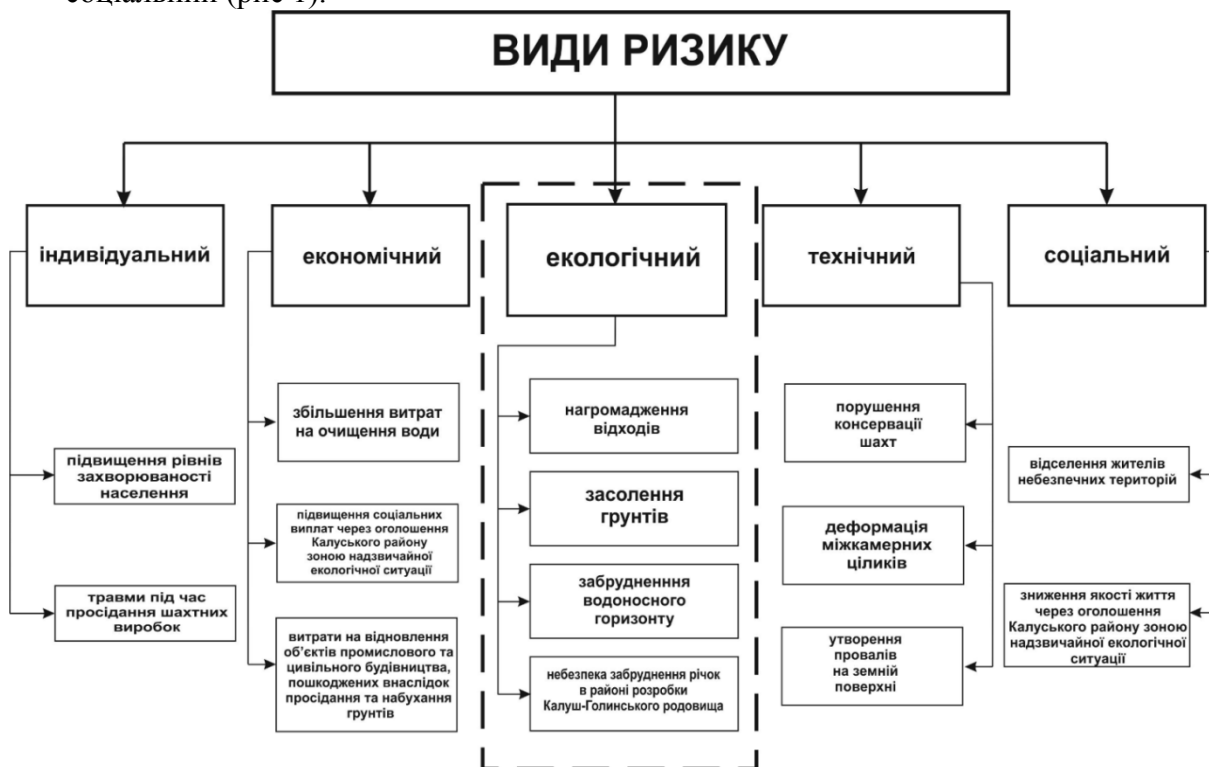 соціальний (рис 1).
ВИДИ РИЗИКУ
індивідуальний
економічний
екологічний
технічний
соціальний
підвищення рівнів
захворюваності
населення
травми під час
просідання шахтних
виробок
збільшення витрат
на очищення води
підвищення соціальних
виплат через оголошення
Калуського району
зоною надзвичайної
екологічної ситуації
витрати на відновлення
об’єктів промислового та
цивільного будівництва,
пошкоджених внаслідок
просідання та набухання
грунтів
нагромадження
відходів
засолення
грунтів
забрудненння
водоносного
горизонту
небезпека забруднення річок
в районі розробки
Калуш-Голинського родовища
порушення
консервації
шахт
деформація
міжкамерних
ціликів
утворення
провалів
на земній
поверхні
відселення жителів
небезпечних територій
зниження якості життя
через оголошення
Калуського району зоною
надзвичайної екологічної
ситуації